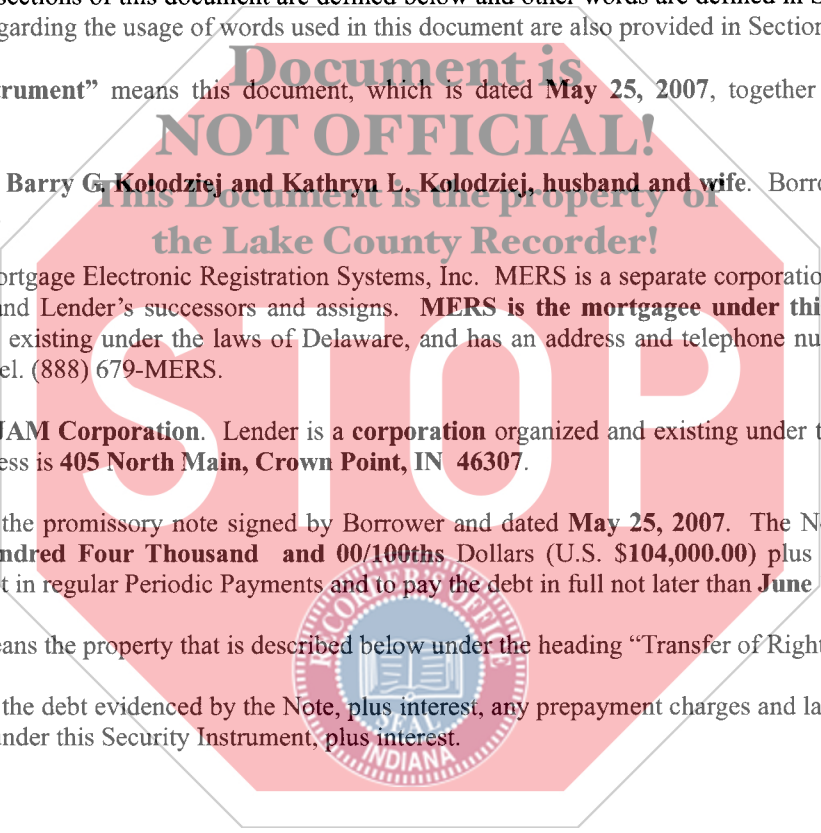 sections of this document are defined below and other words are defined in S
garding the usage of words used in this document are also provided in Section
Document is
trument” means this document, which is dated May 25, 2007, together
NOT OFFICIAL!
Barry G. Kolodziej and Kathryn L. Kolodziej, husband and wife. Borro
This Document is the property of
the Lake County Recorder!
ortgage Electronic Registration Systems, Inc. MERS is a separate corporatio
and Lender’s successors and assigns. MERS is the mortgagee under thi
existing under the laws of Delaware, and has an address and telephone nu
el. (888) 679-MERS.
STOP
JAM Corporation. Lender is a corporation organized and existing under t
ess is 405 North Main, Crown Point, IN 46307.
the promissory note signed by Borrower and dated May 25, 2007. The N
ndred Four Thousand and 00/100ths Dollars (U.S. $104,000.00) plus
t in regular Periodic Payments and to pay the debt in full not later than June
eans the property that is described below under the heading “Transfer of Right
the debt evidenced by the Note, plus interest, any prepayment charges and la
under this Security Instrument, plus interest.
RECORDER'S OFFICE
SEAL
INDIANA